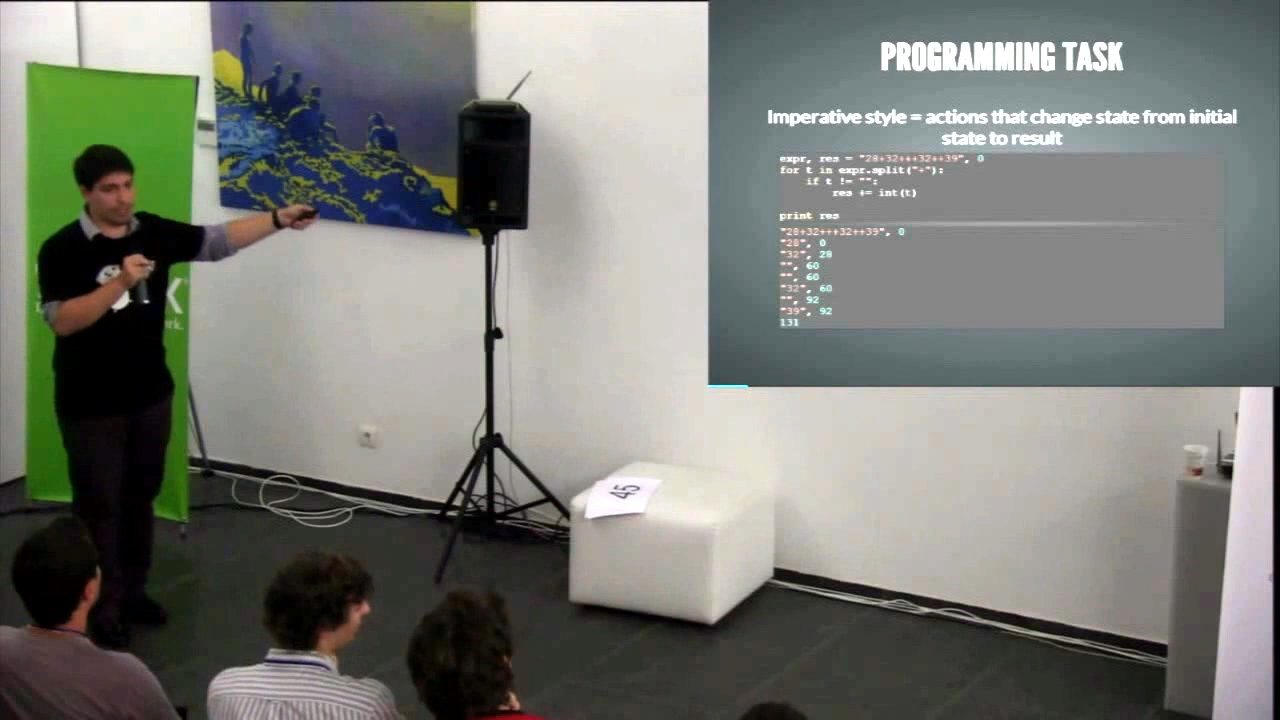 PROGRAMMING TASK
Imperative style = actions that change state from initial
state to result
expr, res = "28+32+++32++39", 0
for t in expr.split("+"):
if t != "":
res += int(t)
print res
"28+32+++32++39", 0
"28", 0
"32", 28
"", 60
"", 60
"32", 60
"", 92
"39", 92
131
45